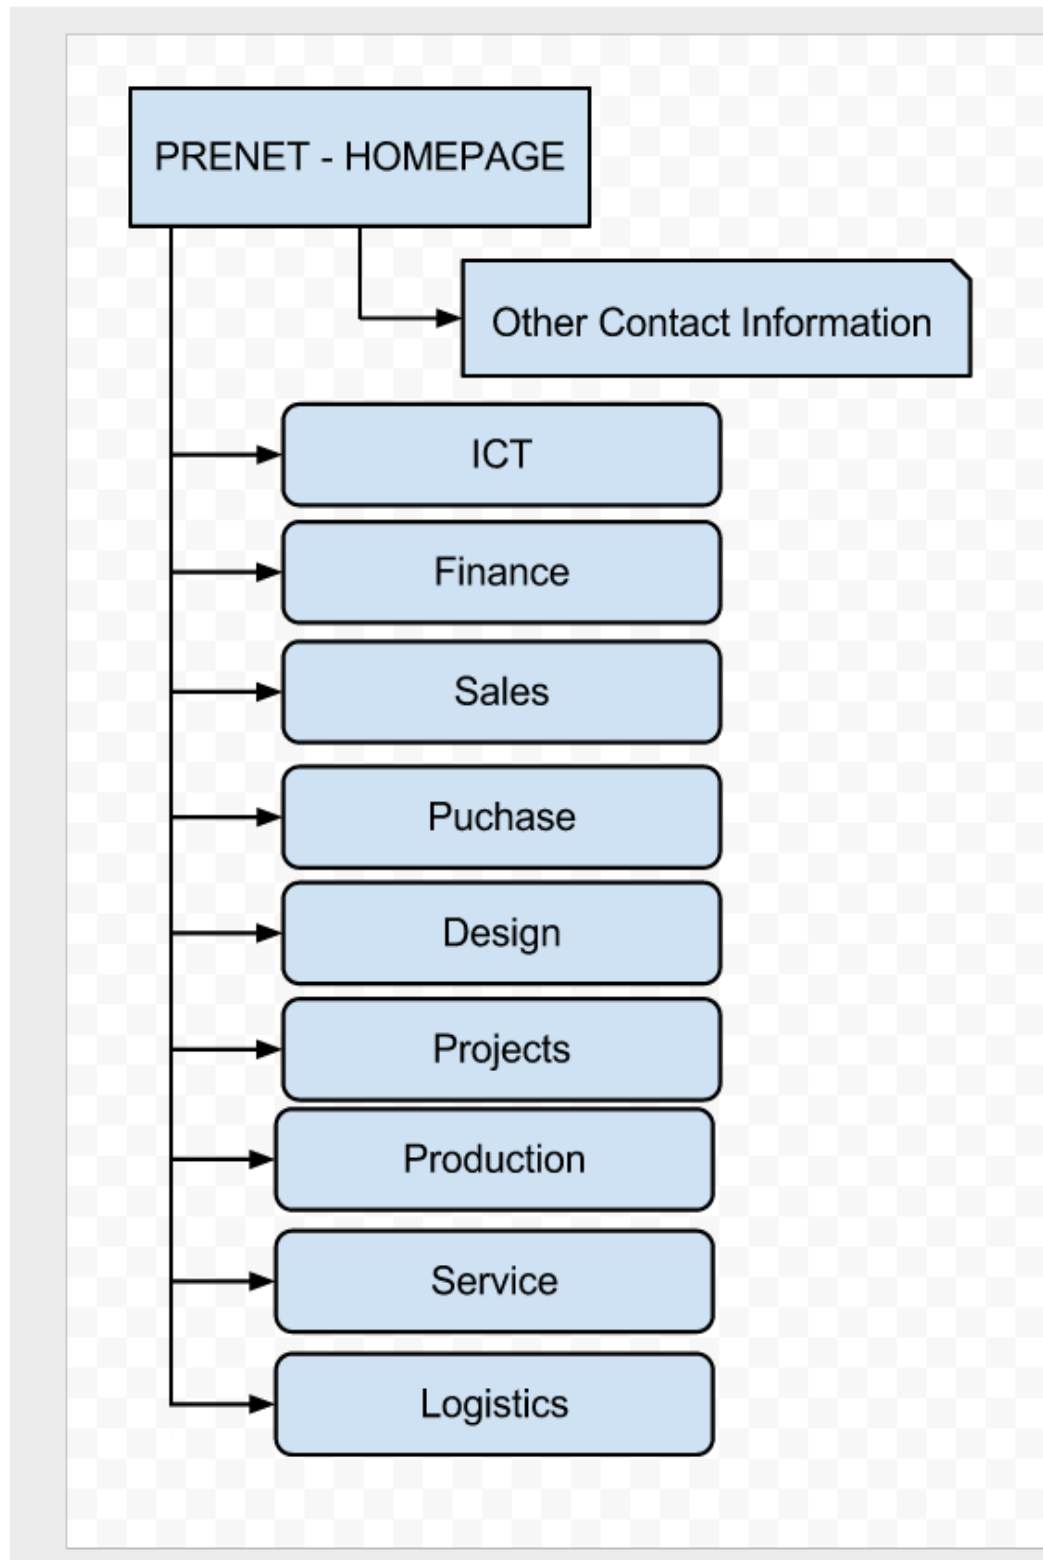 PRENET - HOMEPAGE
Other Contact Information
ICT
Finance
Sales
Puchase
Design
Projects
Production
Service
Logistics